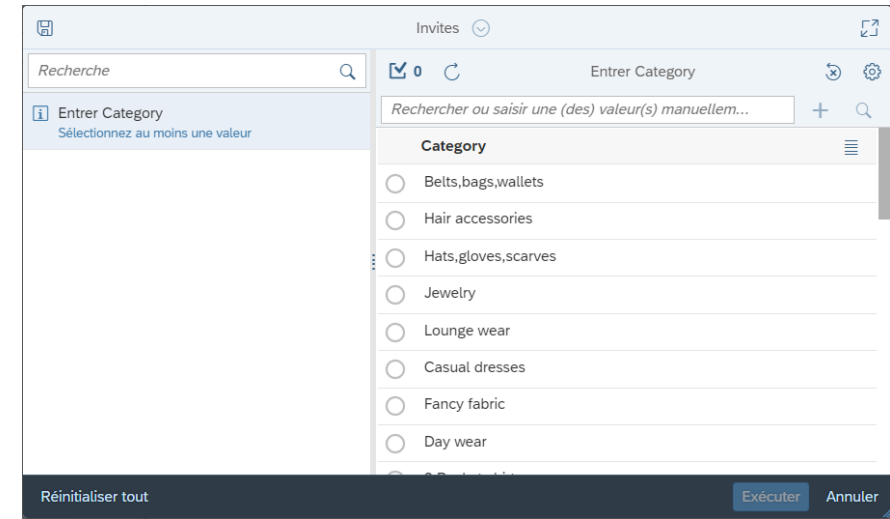 Invites
Recherche
0
Entrer Category
i Entrer Category
Sélectionnez au moins une valeur
Rechercher ou saisir une (des) valeur(s) manuellem...
Category
Belts,bags,wallets
Hair accessories
Hats,gloves,scarves
Jewelry
Lounge wear
Casual dresses
Fancy fabric
Day wear
Réinitialiser tout
Exécuter
Annuler